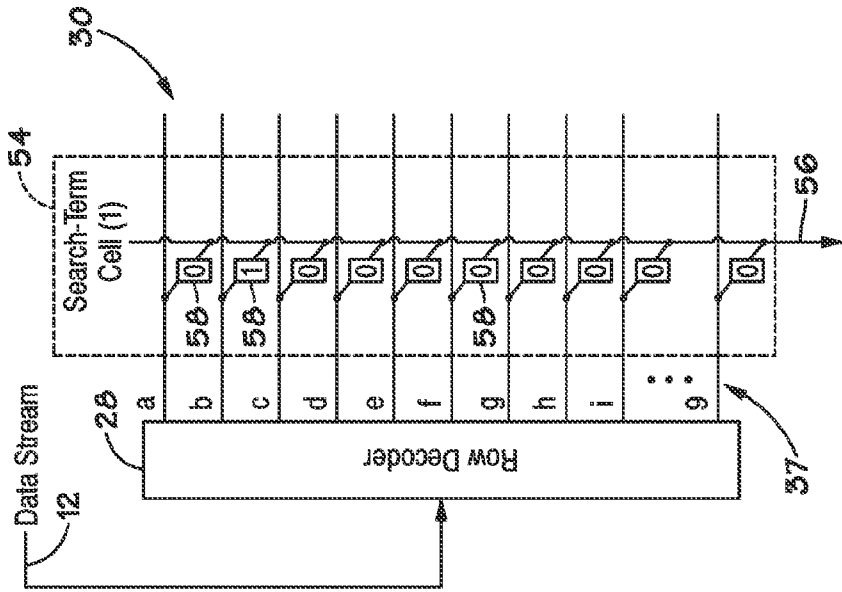 30
54
Search-Term
Cell (1)
Data Stream
12
28
Row Decoder
a
b
c
d
e
f
g
h
i
• • •
9
0
1
0
0
0
0
0
0
0
0
58
58
58
37
56